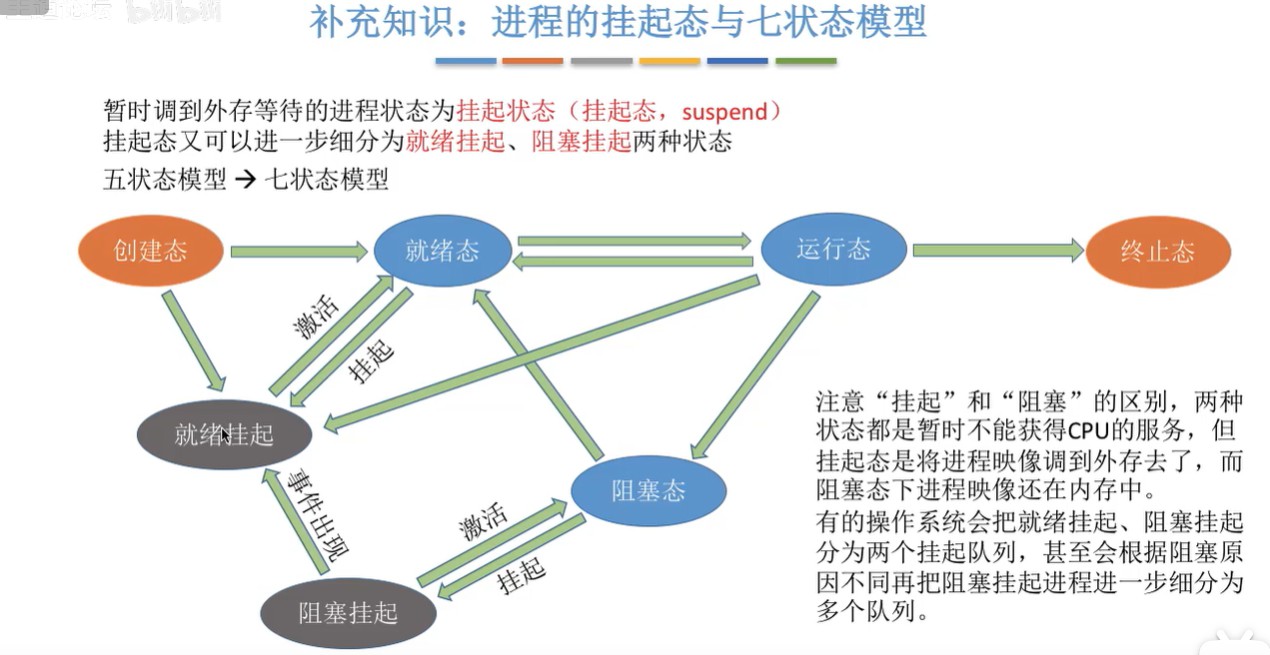 补充知识：进程的挂起态与七状态模型
暂时调到外存等待的进程状态为挂起状态（挂起态，suspend）
挂起态又可以进一步细分为就绪挂起、阻塞挂起两种状态
五状态模型→七状态模型
创建态
就绪态
运行态
终止态
激活
挂起
就绪挂起
阻塞态
事件出现
激活
挂起
阻塞挂起
注意“挂起”和“阻塞”的区别，两种
状态都是暂时不能获得CPU的服务，但
挂起态是将进程映像调到外存去了，而
阻塞态下进程映像还在内存中。
有的操作系统会把就绪挂起、阻塞挂起
分为两个挂起队列，甚至会根据阻塞原
因不同再把阻塞挂起进程进一步细分为
多个队列。